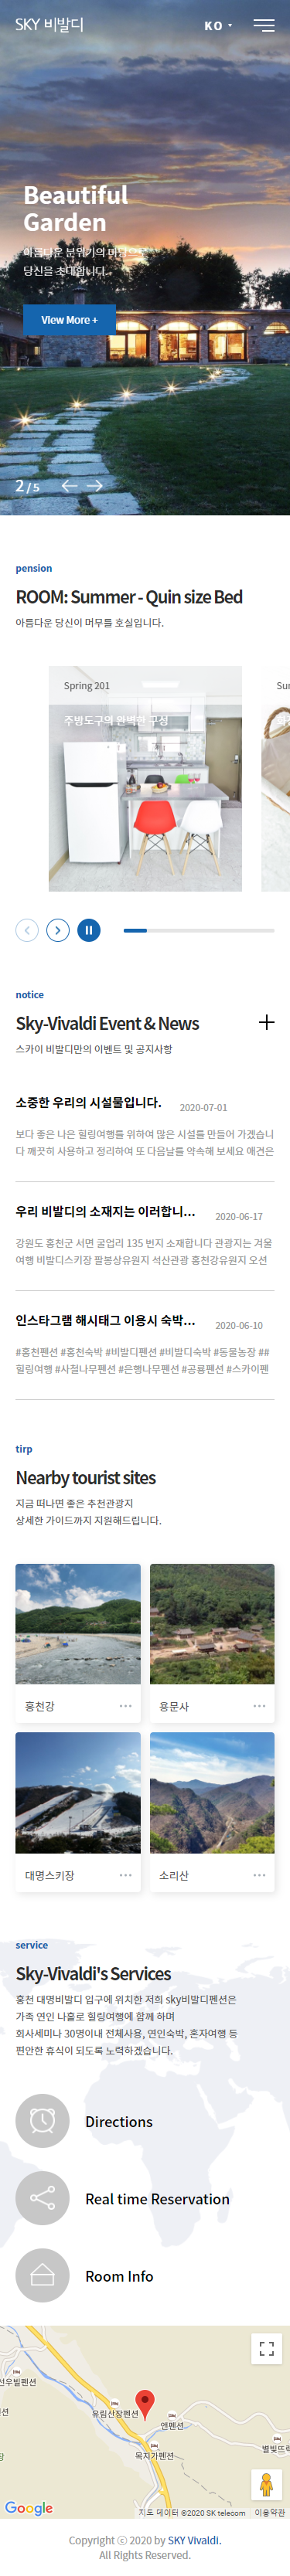 SKY 비발디
KO
Beautiful
Garden
아름다운 분위기의
당신을 초대합니다.
View More +
2 / 5
pension
ROOM: Summer - Quin size Bed
아름다운 당신이 머무를 호실입니다.
Spring 201
주방도구의 완벽한 구성
notice
Sky-Vivaldi Event & News
스카이 비발디만의 이벤트 및 공지사항
소중한 우리의 시설물입니다. 2020-07-01
보다 좋은 나은 힐링여행를 위하여 많은 시설를 만들어 가겠습니
다 깨끗히 사용하고 정리하여 또 다음날를 약속해 보세요 애견은
우리 비발디의 소재지는 이러합니... 2020-06-17
강원도 홍천군 서면 굴업리 135 번지 소재합니다 관광지는 겨울
여행 비발디스키장 팔봉상유원지 석산관광 홍천강유원지 오션
인스타그램 해시태그 이용시 숙박... 2020-06-10
#홍천펜션 #홍천숙박 #비발디펜션 #비발디숙박 #동물농장 ##
힐링여행 #사철나무펜션 #은행나무펜션 #공룡펜션 #스카이펜
tirp
Nearby tourist sites
지금 떠나면 좋은 추천관광지
상세한 가이드까지 지원해드립니다.
홍천강
용문사
대명스키장
소리산
service
Sky-Vivaldi's Services
홍천 대명비발디 입구에 위치한 저희 sky비발디펜션은
가족 연인 나홀로 힐링여행에 함께 하며
회사세미나 30명이내 전체사용, 연인숙박, 혼자여행 등
편안한 휴식이 되도록 노력하겠습니다.
Directions
Real time Reservation
Room Info
선우빌펜션
유림산장펜션
앤펜션
목지가펜션
Google
지도 데이터 ©2020 SK telecom 이용약관
Copyright ⓒ 2020 by SKY Vivaldi.
All Rights Reserved.